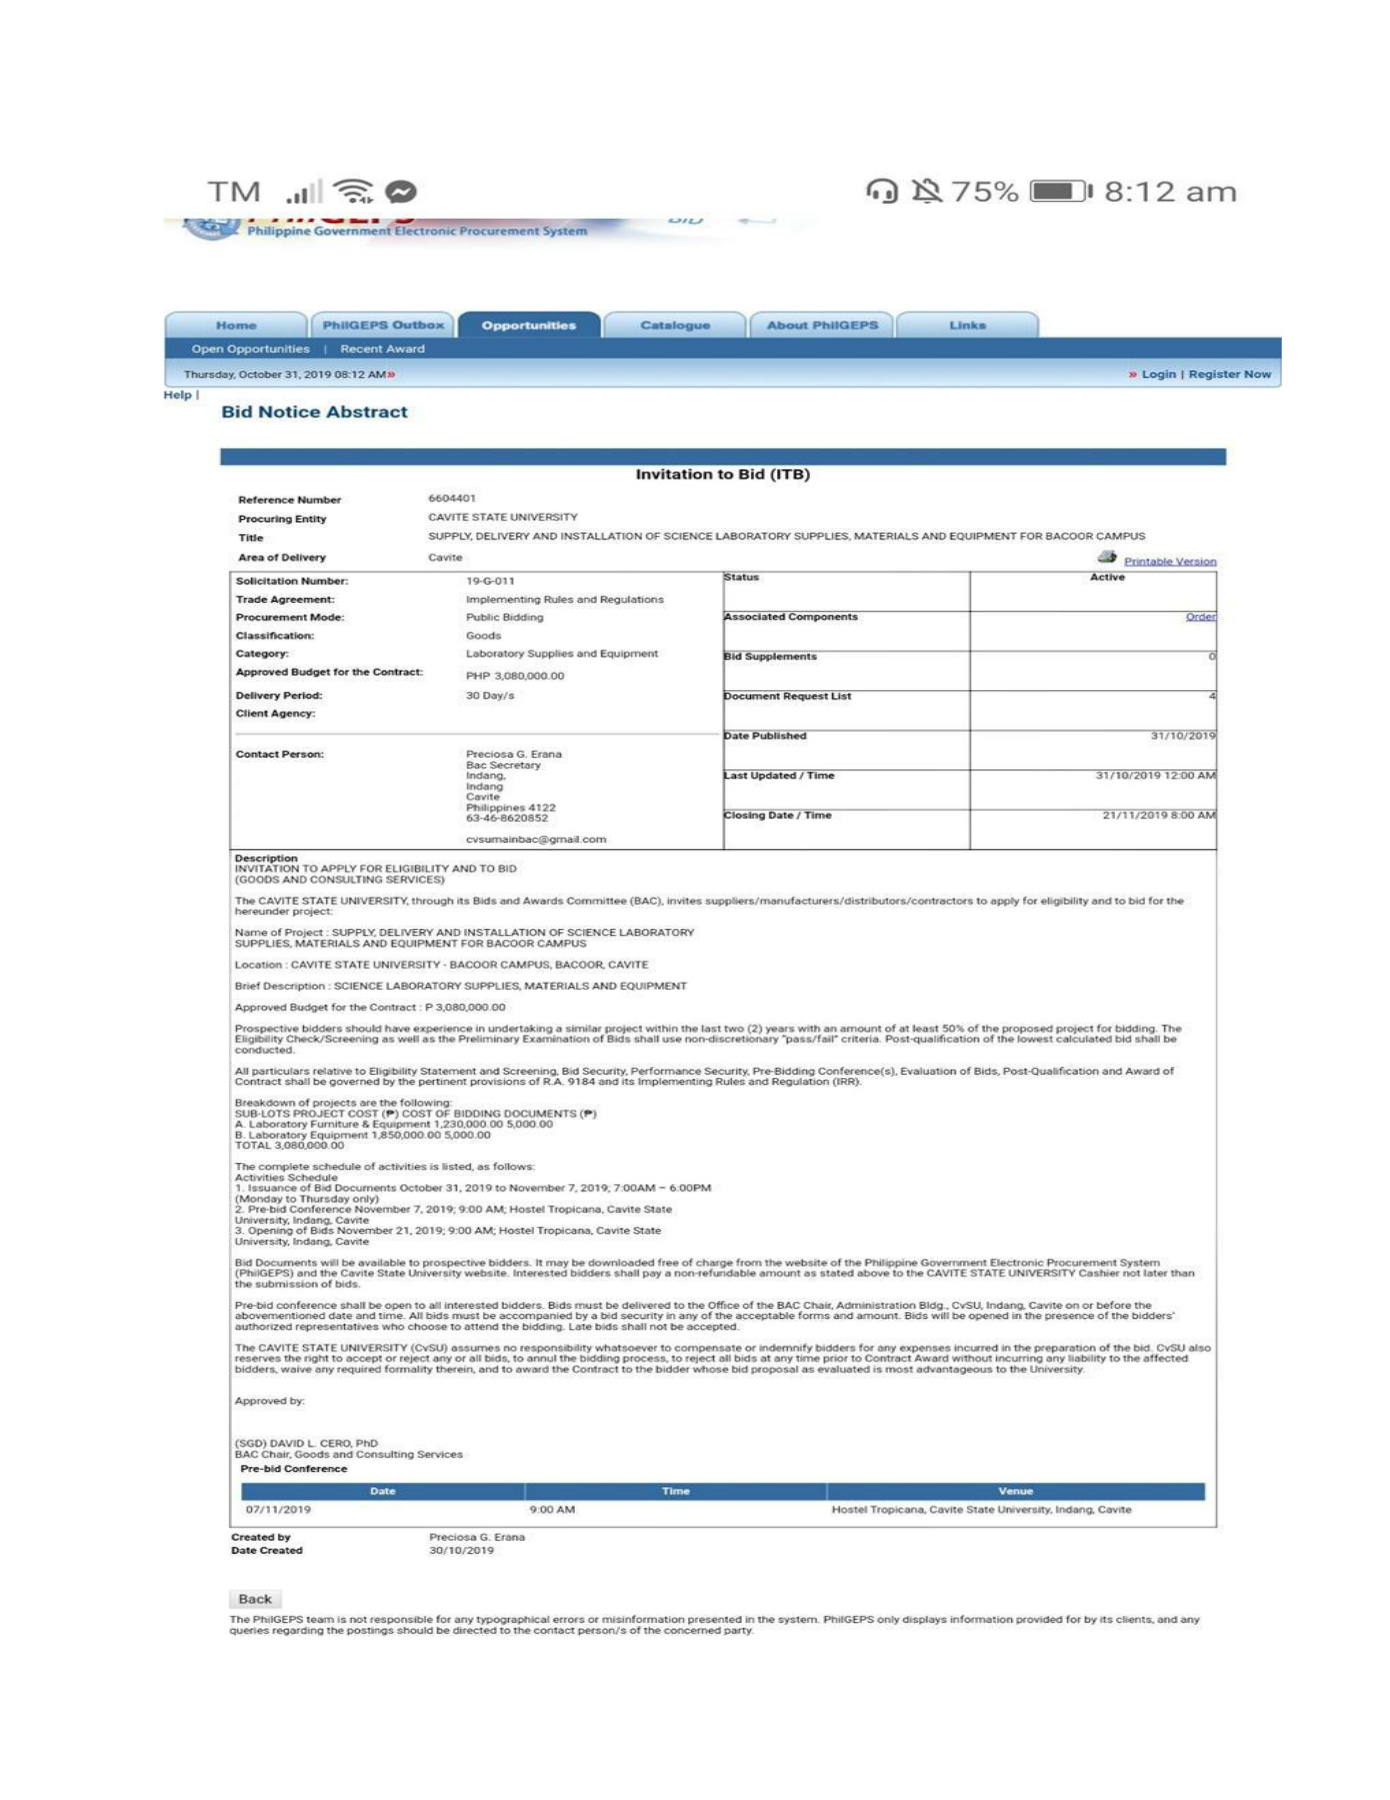 TM 75% 8:12 am
Philippine Government Electronic Procurement System
Home PhilGEPS Outbox Opportunities Catalogue About PhilGEPS Links
Open Opportunities | Recent Award
Thursday, October 31, 2019 08:12 AM» » Login | Register Now
Help |
Bid Notice Abstract
Invitation to Bid (ITB)
Reference Number 6604401
Procuring Entity CAVITE STATE UNIVERSITY
Title SUPPLY, DELIVERY AND INSTALLATION OF SCIENCE LABORATORY SUPPLIES, MATERIALS AND EQUIPMENT FOR BACOOR CAMPUS
Area of Delivery Cavite
Printable Version
Solicitation Number: 19-G-011
Trade Agreement: Implementing Rules and Regulations
Procurement Mode: Public Bidding
Classification: Goods
Category: Laboratory Supplies and Equipment
Approved Budget for the Contract: PHP 3,080,000.00
Delivery Period: 30 Day/s
Client Agency:
Contact Person: Preciosa G. Erana
Bac Secretary
Indang,
Indang
Cavite
Philippines 4122
63-46-8620852
cvsumainbac@gmail.com
Status Active
Associated Components Order
Bid Supplements 0
Document Request List 4
Date Published 31/10/2019
Last Updated / Time 31/10/2019 12:00 AM
Closing Date / Time 21/11/2019 8:00 AM
Description
INVITATION TO APPLY FOR ELIGIBILITY AND TO BID
(GOODS AND CONSULTING SERVICES)
The CAVITE STATE UNIVERSITY, through its Bids and Awards Committee (BAC), invites suppliers/manufacturers/distributors/contractors to apply for eligibility and to bid for the
hereunder project:
Name of Project : SUPPLY, DELIVERY AND INSTALLATION OF SCIENCE LABORATORY
SUPPLIES, MATERIALS AND EQUIPMENT FOR BACOOR CAMPUS
Location : CAVITE STATE UNIVERSITY - BACOOR CAMPUS, BACOOR, CAVITE
Brief Description : SCIENCE LABORATORY SUPPLIES, MATERIALS AND EQUIPMENT
Approved Budget for the Contract : P 3,080,000.00
Prospective bidders should have experience in undertaking a similar project within the last two (2) years with an amount of at least 50% of the proposed project for bidding. The
Eligibility Check/Screening as well as the Preliminary Examination of Bids shall use non-discretionary "pass/fail" criteria. Post-qualification of the lowest calculated bid shall be
conducted.
All particulars relative to Eligibility Statement and Screening, Bid Security, Performance Security, Pre-Bidding Conference(s), Evaluation of Bids, Post-Qualification and Award of
Contract shall be governed by the pertinent provisions of R.A. 9184 and its Implementing Rules and Regulation (IRR).
Breakdown of projects are the following:
SUB-LOTS PROJECT COST (₱) COST OF BIDDING DOCUMENTS (₱)
A. Laboratory Furniture & Equipment 1,230,000.00 5,000.00
B. Laboratory Equipment 1,850,000.00 5,000.00
TOTAL 3,080,000.00
The complete schedule of activities is listed, as follows:
Activities Schedule
1. Issuance of Bid Documents October 31, 2019 to November 7, 2019; 7:00AM – 6:00PM
(Monday to Thursday only)
2. Pre-bid Conference November 7, 2019; 9:00 AM; Hostel Tropicana, Cavite State
University, Indang, Cavite
3. Opening of Bids November 21, 2019; 9:00 AM; Hostel Tropicana, Cavite State
University, Indang, Cavite
Bid Documents will be available to prospective bidders. It may be downloaded free of charge from the website of the Philippine Government Electronic Procurement System
(PhilGEPS) and the Cavite State University website. Interested bidders shall pay a non-refundable amount as stated above to the CAVITE STATE UNIVERSITY Cashier not later than
the submission of bids.
Pre-bid conference shall be open to all interested bidders. Bids must be delivered to the Office of the BAC Chair, Administration Bldg., CvSU, Indang, Cavite on or before the
abovementioned date and time. All bids must be accompanied by a bid security in any of the acceptable forms and amount. Bids will be opened in the presence of the bidders'
authorized representatives who choose to attend the bidding. Late bids shall not be accepted.
The CAVITE STATE UNIVERSITY (CvSU) assumes no responsibility whatsoever to compensate or indemnify bidders for any expenses incurred in the preparation of the bid. CvSU also
reserves the right to accept or reject any or all bids, to annul the bidding process, to reject all bids at any time prior to Contract Award without incurring any liability to the affected
bidders, waive any required formality therein, and to award the Contract to the bidder whose bid proposal as evaluated is most advantageous to the University.
Approved by:
(SGD) DAVID L. CERO, PhD
BAC Chair, Goods and Consulting Services
Pre-bid Conference
Date Time Venue
07/11/2019 9:00 AM Hostel Tropicana, Cavite State University, Indang, Cavite
Created by Preciosa G. Erana
Date Created 30/10/2019
Back
The PhilGEPS team is not responsible for any typographical errors or misinformation presented in the system. PhilGEPS only displays information provided for by its clients, and any
queries regarding the postings should be directed to the contact person/s of the concerned party.